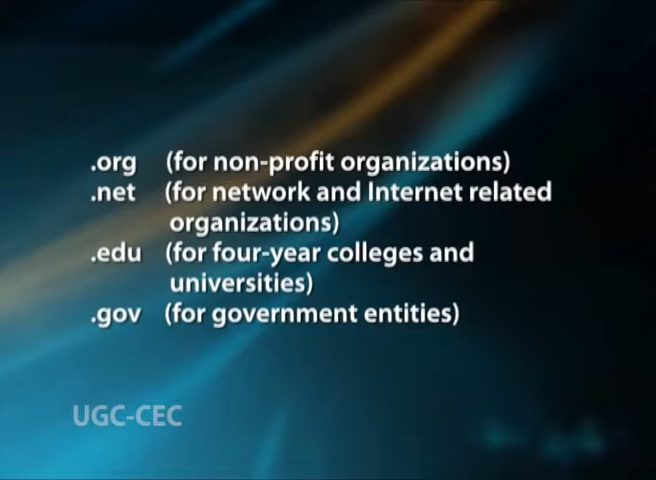 .org (for non-profit organizations)
.net (for network and Internet related
organizations)
.edu (for four-year colleges and
universities)
.gov (for government entities)
UGC-CEC